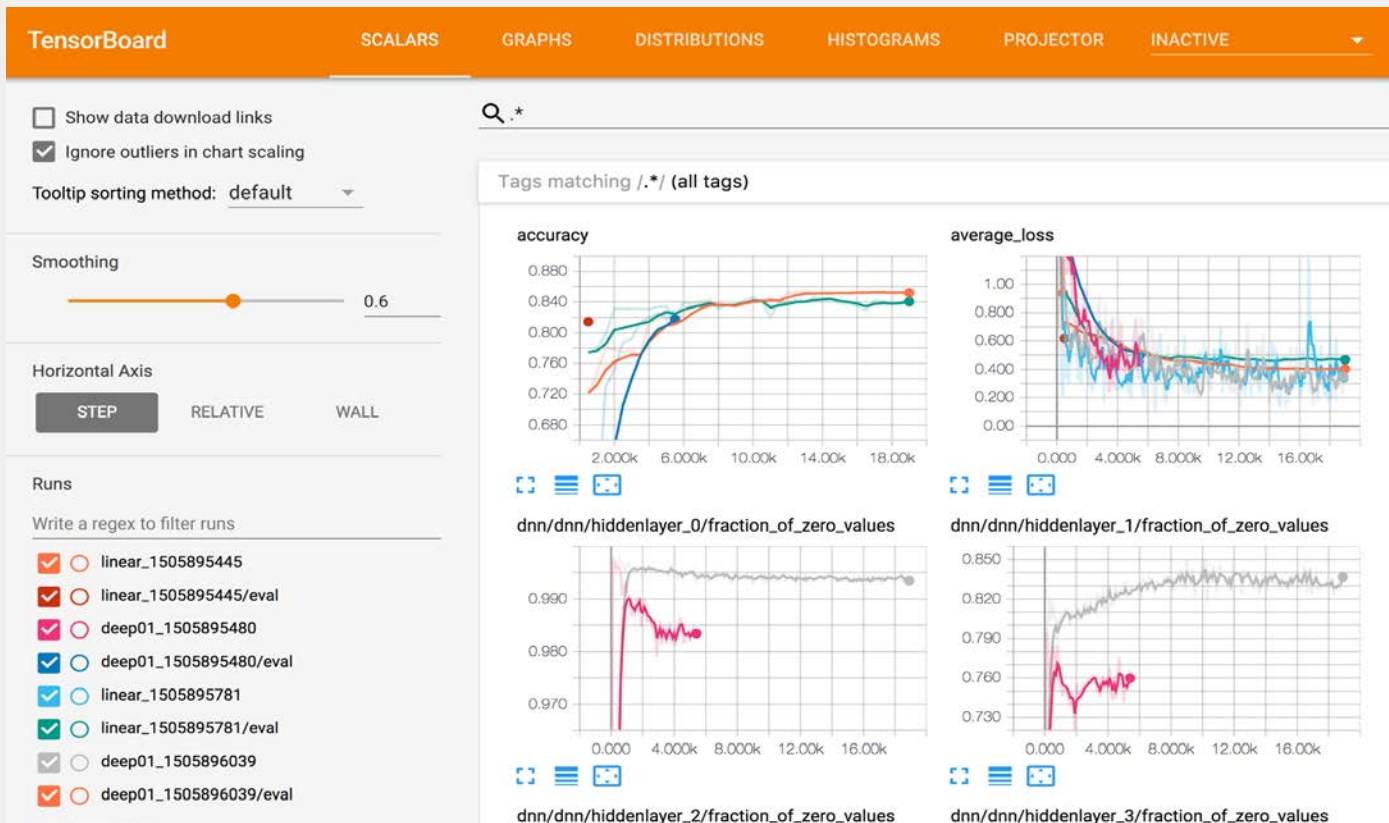 TensorBoard SCALARS GRAPHS DISTRIBUTIONS HISTOGRAMS PROJECTOR INACTIVE
Show data download links
Ignore outliers in chart scaling
Tooltip sorting method: default
Smoothing
0.6
Horizontal Axis
STEP RELATIVE WALL
Runs
Write a regex to filter runs
linear_1505895445
linear_1505895445/eval
deep01_1505895480
deep01_1505895480/eval
linear_1505895781
linear_1505895781/eval
deep01_1505896039
deep01_1505896039/eval
.*
Tags matching /.*/ (all tags)
accuracy
0.880
0.840
0.800
0.760
0.720
0.680
2.000k 6.000k 10.00k 14.00k 18.00k
average_loss
1.00
0.800
0.600
0.400
0.200
0.00
0.000 4.000k 8.000k 12.00k 16.00k
dnn/dnn/hiddenlayer_0/fraction_of_zero_values
0.990
0.980
0.970
0.000 4.000k 8.000k 12.00k 16.00k
dnn/dnn/hiddenlayer_1/fraction_of_zero_values
0.850
0.820
0.790
0.760
0.730
0.000 4.000k 8.000k 12.00k 16.00k
dnn/dnn/hiddenlayer_2/fraction_of_zero_values
dnn/dnn/hiddenlayer_3/fraction_of_zero_values